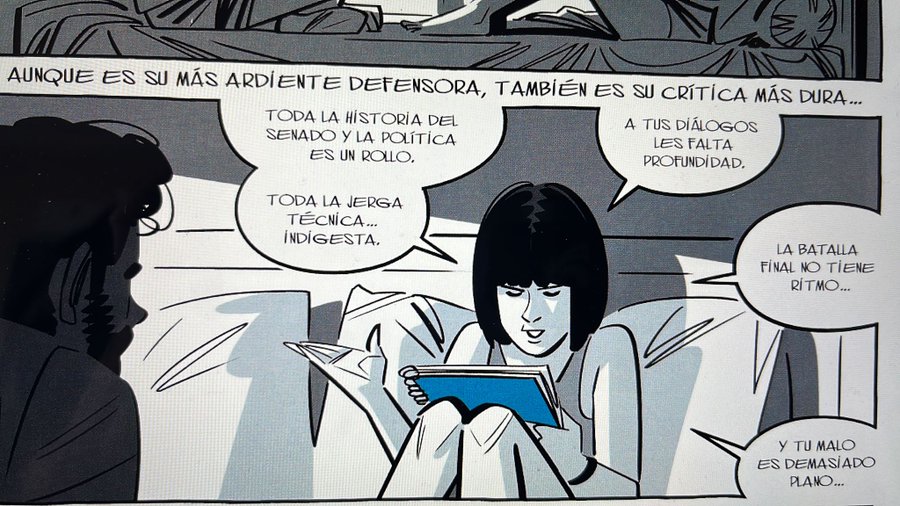 AUNQUE ES SU MÁS ARDIENTE DEFENSORA, TAMBIÉN ES SU CRÍTICA MÁS DURA...
TODA LA HISTORIA DEL
SENADO Y LA POLÍTICA
ES UN ROLLO.
TODA LA JERGA
TÉCNICA...
INDIGESTA.
A TUS DIÁLOGOS
LES FALTA
PROFUNDIDAD.
LA BATALLA
FINAL NO TIENE
RITMO...
Y TU MALO
ES DEMASIADO
PLANO...